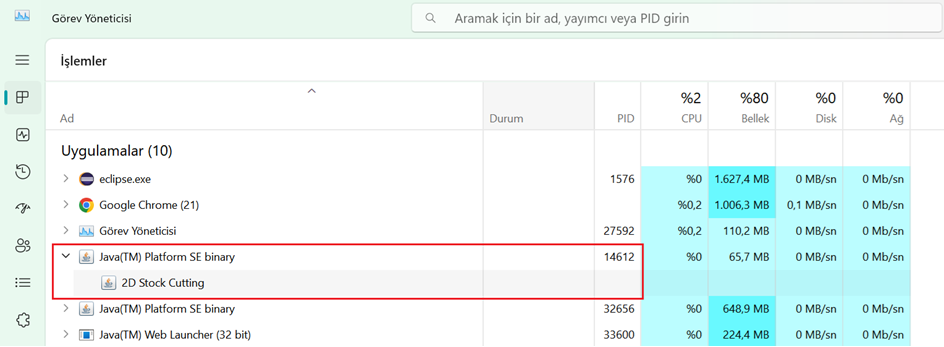 Görev Yöneticisi
Aramak için bir ad, yayımcı veya PID girin
İşlemler
%2 %80 %0 %0
Ad Durum PID CPU Bellek Disk Ağ
Uygulamalar (10)
eclipse.exe 1576 %0 1.627,4 MB 0 MB/sn 0 Mb/sn
Google Chrome (21) %0,2 1.006,3 MB 0,1 MB/sn 0 Mb/sn
Görev Yöneticisi 27592 %0,2 110,2 MB 0 MB/sn 0 Mb/sn
Java(TM) Platform SE binary 14612 %0 65,7 MB 0 MB/sn 0 Mb/sn
2D Stock Cutting
Java(TM) Platform SE binary 32656 %0 648,9 MB 0 MB/sn 0 Mb/sn
Java(TM) Web Launcher (32 bit) 33600 %0 224,4 MB 0 MB/sn 0 Mb/sn